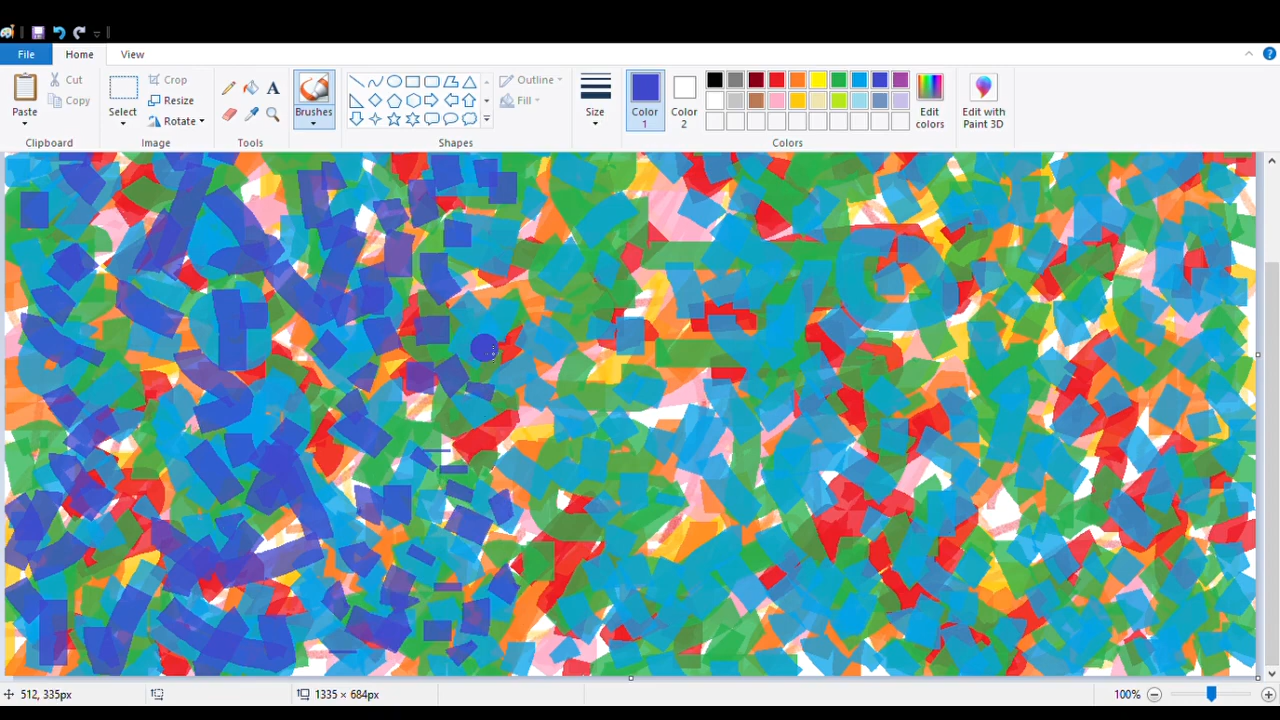 File Home View
Paste Cut Copy Clipboard
Select Crop Resize Rotate Image
Tools
Brushes
Outline Fill Shapes
Size
Color 1 Color 2 Edit colors Colors
Edit with Paint 3D
512, 335px 1335 × 684px 100%